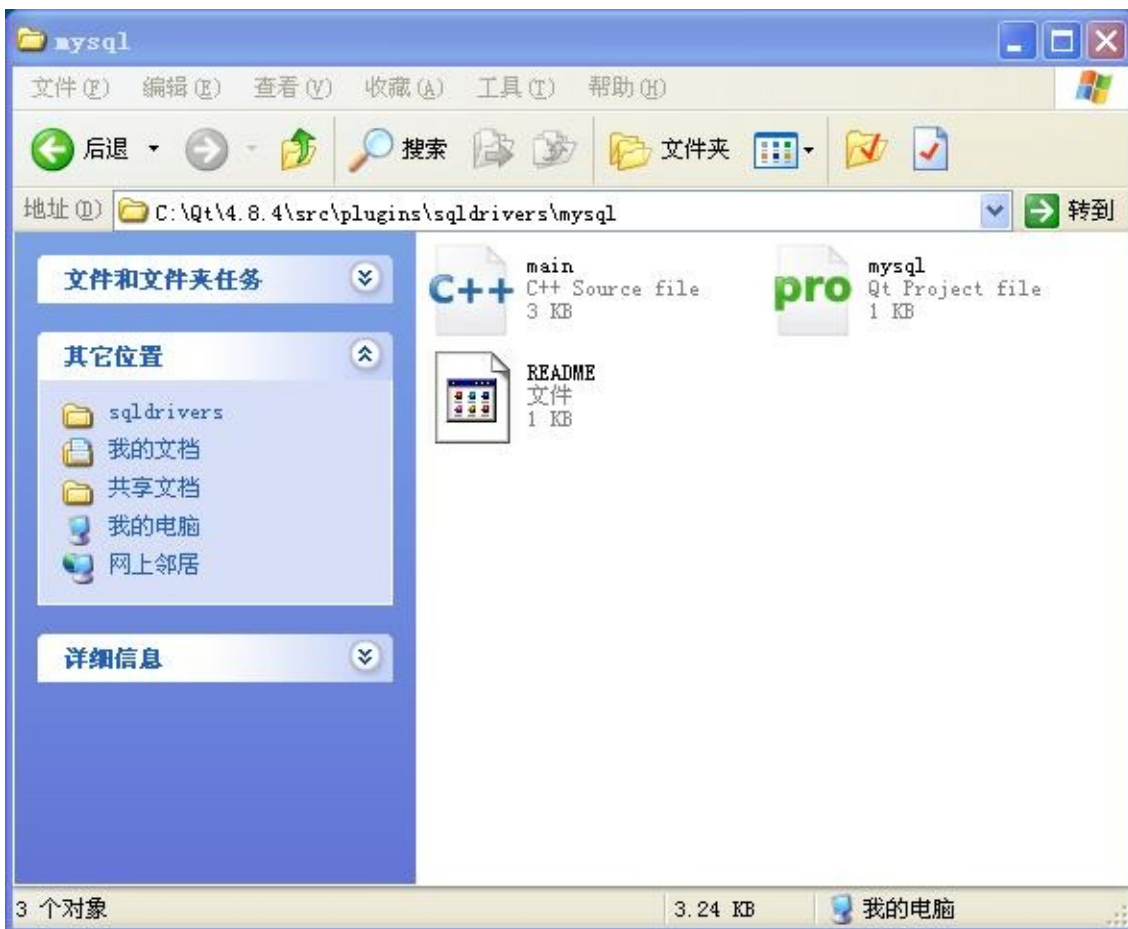 mysql
文件(F) 编辑(E) 查看(V) 收藏(A) 工具(T) 帮助(H)
后退 搜索 文件夹
地址(D) C:\Qt\4.8.4\src\plugins\sqldrivers\mysql 转到
文件和文件夹任务
其它位置
sqldrivers
我的文档
共享文档
我的电脑
网上邻居
详细信息
C++
main
C++ Source file
3 KB
pro
mysql
Qt Project file
1 KB
README
文件
1 KB
3 个对象 3.24 KB 我的电脑